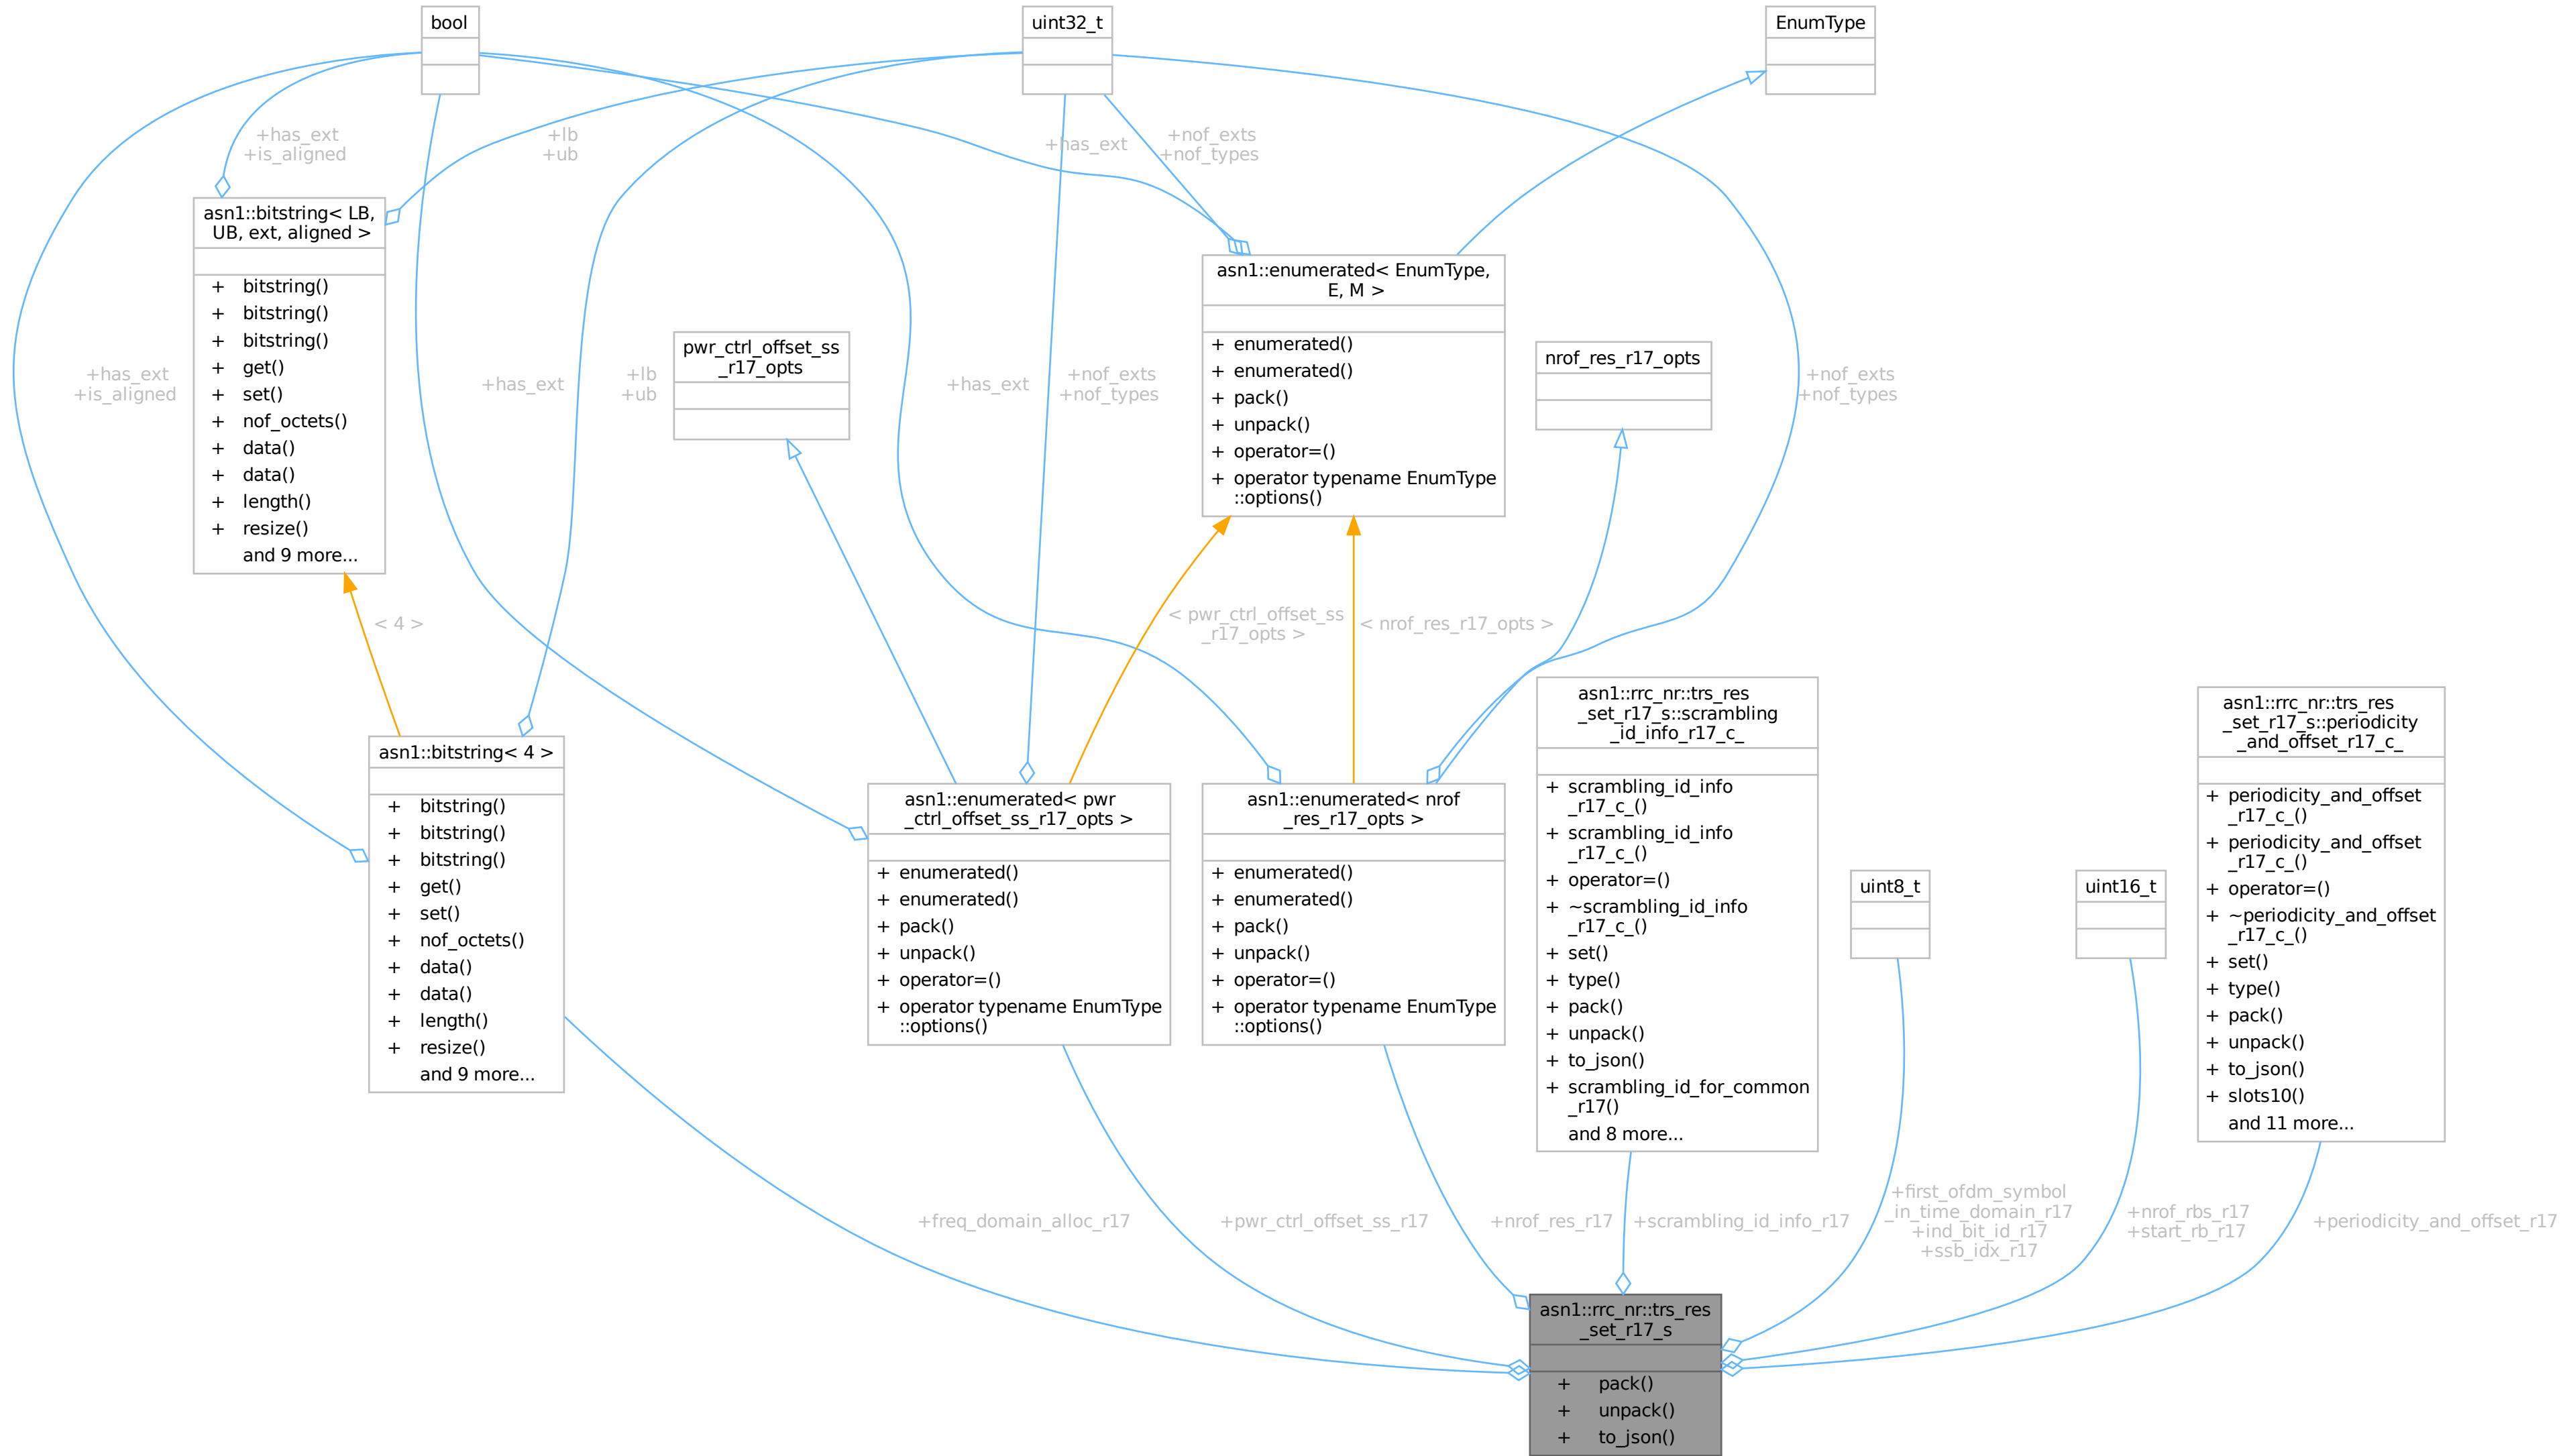 bool
uint32_t
EnumType
+has_ext
+is_aligned
+lb
+ub
+has_ext
+nof_exts
+nof_types
asn1::bitstring< LB,
UB, ext, aligned >
+ bitstring()
+ bitstring()
+ bitstring()
+ get()
+ set()
+ nof_octets()
+ data()
+ data()
+ length()
+ resize()
and 9 more...
asn1::enumerated< EnumType,
E, M >
+ enumerated()
+ enumerated()
+ pack()
+ unpack()
+ operator=()
+ operator typename EnumType
::options()
pwr_ctrl_offset_ss
_r17_opts
nrof_res_r17_opts
+has_ext
+is_aligned
+has_ext
+lb
+ub
+has_ext
+nof_exts
+nof_types
+nof_exts
+nof_types
< 4 >
< pwr_ctrl_offset_ss
_r17_opts >
< nrof_res_r17_opts >
asn1::bitstring< 4 >
+ bitstring()
+ bitstring()
+ bitstring()
+ get()
+ set()
+ nof_octets()
+ data()
+ data()
+ length()
+ resize()
and 9 more...
asn1::enumerated< pwr
_ctrl_offset_ss_r17_opts >
+ enumerated()
+ enumerated()
+ pack()
+ unpack()
+ operator=()
+ operator typename EnumType
::options()
asn1::enumerated< nrof
_res_r17_opts >
+ enumerated()
+ enumerated()
+ pack()
+ unpack()
+ operator=()
+ operator typename EnumType
::options()
asn1::rrc_nr::trs_res
_set_r17_s::scrambling
_id_info_r17_c_
+ scrambling_id_info
_r17_c_()
+ scrambling_id_info
_r17_c_()
+ operator=()
+ ~scrambling_id_info
_r17_c_()
+ set()
+ type()
+ pack()
+ unpack()
+ to_json()
+ scrambling_id_for_common
_r17()
and 8 more...
uint8_t
uint16_t
asn1::rrc_nr::trs_res
_set_r17_s::periodicity
_and_offset_r17_c_
+ periodicity_and_offset
_r17_c_()
+ periodicity_and_offset
_r17_c_()
+ operator=()
+ ~periodicity_and_offset
_r17_c_()
+ set()
+ type()
+ pack()
+ unpack()
+ to_json()
+ slots10()
and 11 more...
+freq_domain_alloc_r17
+pwr_ctrl_offset_ss_r17
+nrof_res_r17
+scrambling_id_info_r17
+first_ofdm_symbol
_in_time_domain_r17
+ind_bit_id_r17
+ssb_idx_r17
+nrof_rbs_r17
+start_rb_r17
+periodicity_and_offset_r17
asn1::rrc_nr::trs_res
_set_r17_s
+ pack()
+ unpack()
+ to_json()